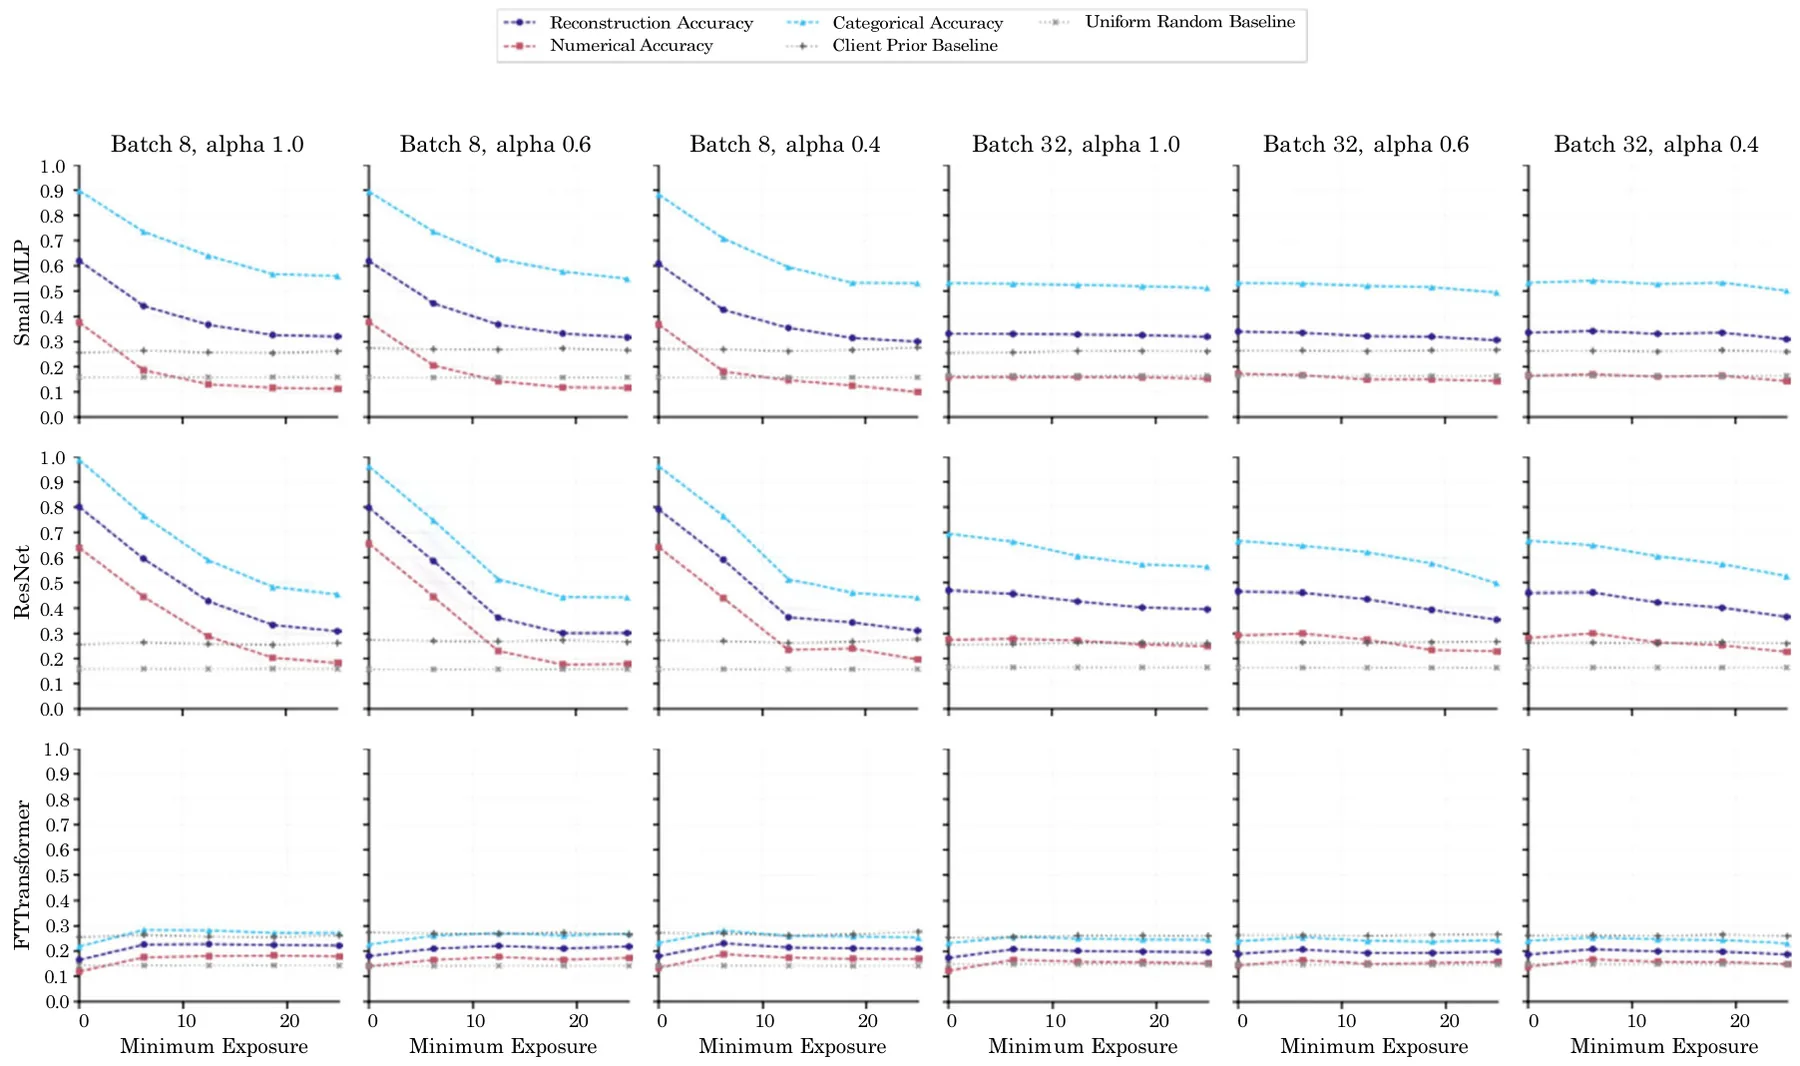 Reconstruction Accuracy
Numerical Accuracy
Categorical Accuracy
Client Prior Baseline
Uniform Random Baseline
Batch 8, alpha 1.0
Batch 8, alpha 0.6
Batch 8, alpha 0.4
Batch 32, alpha 1.0
Batch 32, alpha 0.6
Batch 32, alpha 0.4
Small MLP
1.0
0.9
0.8
0.7
0.6
0.5
0.4
0.3
0.2
0.1
0.0
ResNet
1.0
0.9
0.8
0.7
0.6
0.5
0.4
0.3
0.2
0.1
0.0
FTTransformer
1.0
0.9
0.8
0.7
0.6
0.5
0.4
0.3
0.2
0.1
0.0
0 10 20
0 10 20
0 10 20
0 10 20
0 10 20
0 10 20
Minimum Exposure
Minimum Exposure
Minimum Exposure
Minimum Exposure
Minimum Exposure
Minimum Exposure